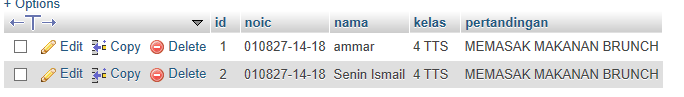 + Options
←T→ id noic nama kelas pertandingan
Edit Copy Delete 1 010827-14-18 ammar 4 TTS MEMASAK MAKANAN BRUNCH
Edit Copy Delete 2 010827-14-18 Senin Ismail 4 TTS MEMASAK MAKANAN BRUNCH